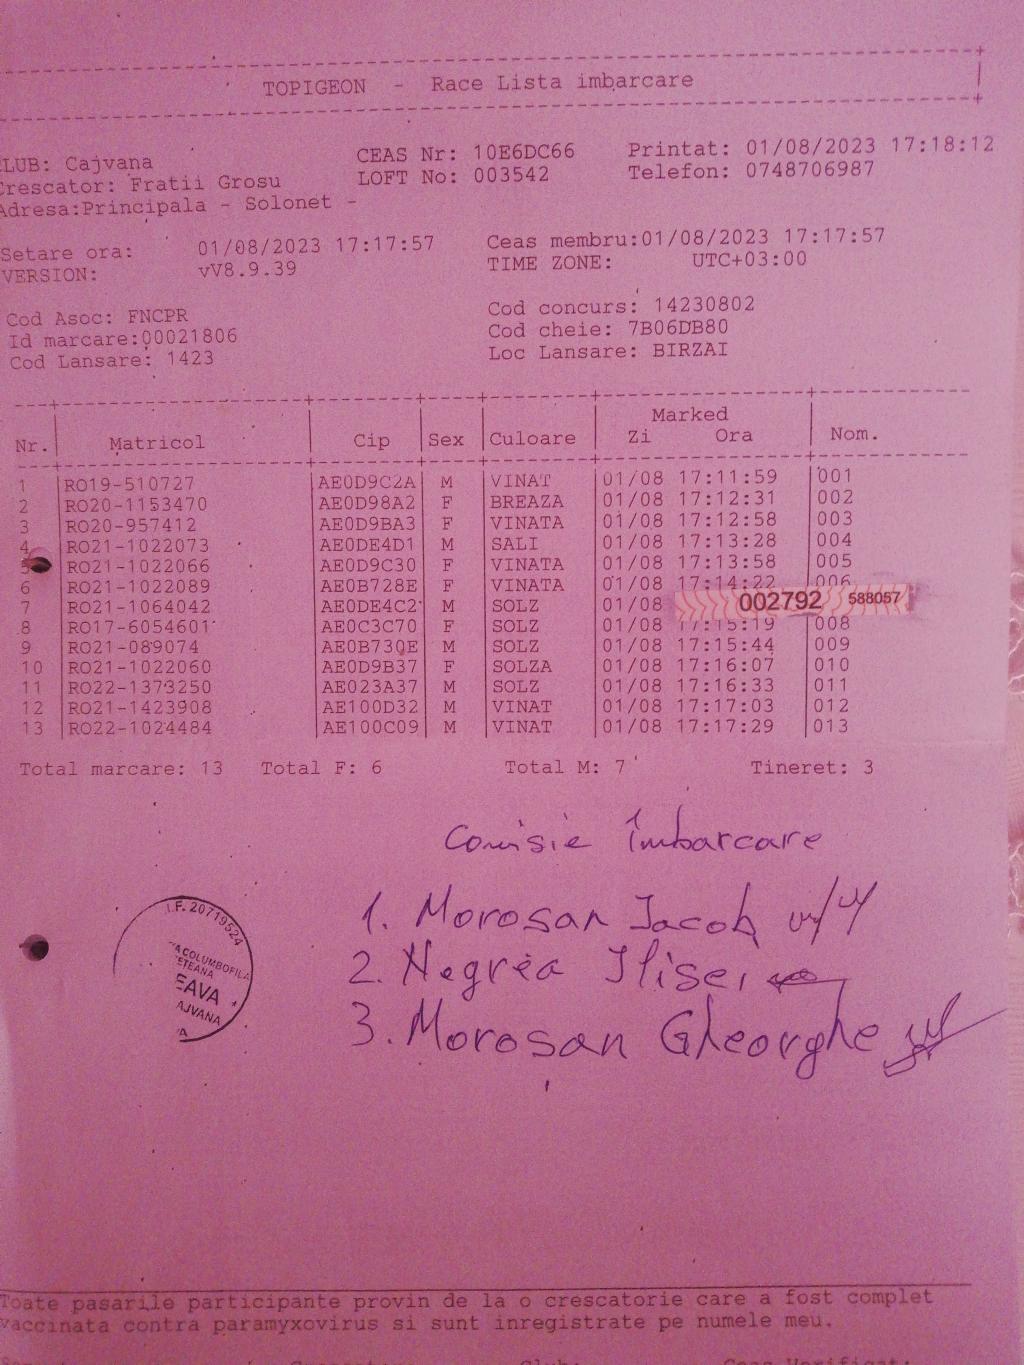 TOPIGEON - Race Lista imbarcare
LUB: Cajvana CEAS Nr: 10E6DC66 Printat: 01/08/2023 17:18:12
Crescator: Fratii Grosu LOFT No: 003542 Telefon: 0748706987
Adresa:Principala - Solonet -
Setare ora: 01/08/2023 17:17:57 Ceas membru:01/08/2023 17:17:57
VERSION: vV8.9.39 TIME ZONE: UTC+03:00
Cod Asoc: FNCPR Cod concurs: 14230802
Id marcare:00021806 Cod cheie: 7B06DB80
Cod Lansare: 1423 Loc Lansare: BIRZAI
Marked
Nr. Matricol Cip Sex Culoare Zi Ora Nom.
1 RO19-510727 AE0D9C2A M VINAT 01/08 17:11:59 001
2 RO20-1153470 AE0D98A2 F BREAZA 01/08 17:12:31 002
3 RO20-957412 AE0D9BA3 F VINATA 01/08 17:12:58 003
4 RO21-1022073 AE0DE4D1 M SALI 01/08 17:13:28 004
5 RO21-1022066 AE0D9C30 F VINATA 01/08 17:13:58 005
6 RO21-1022089 AE0B728E F VINATA 01/08 17:14:22 006
7 RO21-1064042 AE0DE4C2 M SOLZ 01/08 002792 588057
8 RO17-6054601 AE0C3C70 F SOLZ 01/08 17:15:19 008
9 RO21-089074 AE0B730E M SOLZ 01/08 17:15:44 009
10 RO21-1022060 AE0D9B37 F SOLZA 01/08 17:16:07 010
11 RO22-1373250 AE023A37 M SOLZ 01/08 17:16:33 011
12 RO21-1423908 AE100D32 M VINAT 01/08 17:17:03 012
13 RO22-1024484 AE100C09 M VINAT 01/08 17:17:29 013
Total marcare: 13 Total F: 6 Total M: 7 Tineret: 3
Comisie îmbarcare
1. Morosan Iacob
2. Negrea Ilisei
3. Morosan Gheorghe
I.F. 20719524
A COLUMBOFILA
ETEANA
EAVA
AJVANA
Toate pasarile participante provin de la o crescatorie care a fost complet
vaccinata contra paramyxovirus si sunt inregistrate pe numele meu.